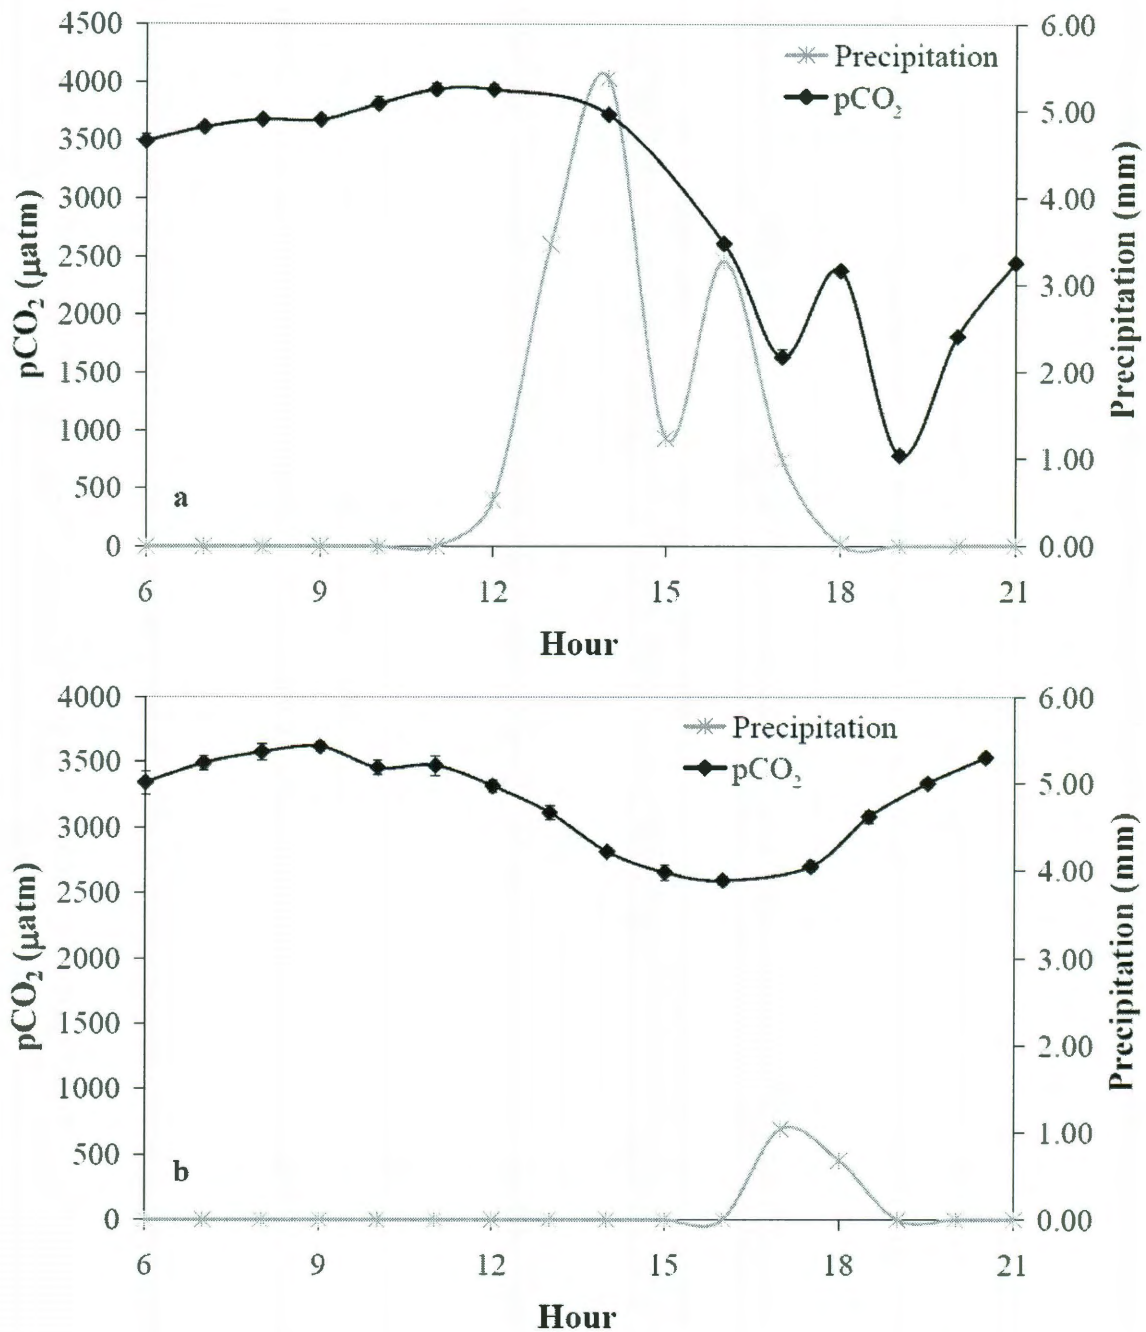 4500
4000
3500
3000
2500
2000
1500
1000
500
0
pCO₂ (μatm)
6.00
5.00
4.00
3.00
2.00
1.00
0.00
Precipitation (mm)
Precipitation
pCO₂
a
6 9 12 15 18 21
Hour
4000
3500
3000
2500
2000
1500
1000
500
0
pCO₂ (μatm)
6.00
5.00
4.00
3.00
2.00
1.00
0.00
Precipitation (mm)
Precipitation
pCO₂
b
6 9 12 15 18 21
Hour